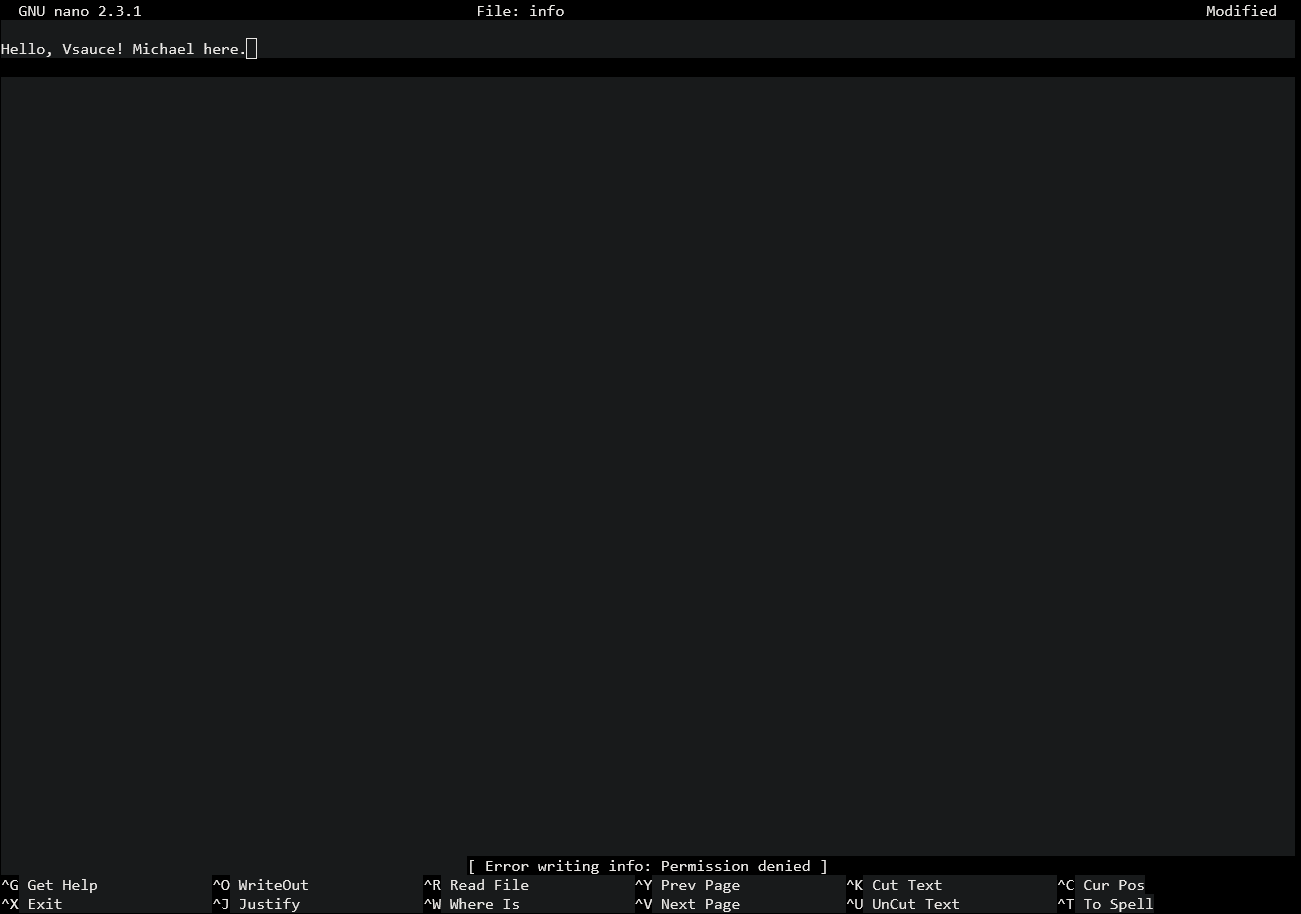 GNU nano 2.3.1 File: info Modified
Hello, Vsauce! Michael here.
[ Error writing info: Permission denied ]
^G Get Help ^O WriteOut ^R Read File ^Y Prev Page ^K Cut Text ^C Cur Pos
^X Exit ^J Justify ^W Where Is ^V Next Page ^U UnCut Text ^T To Spell